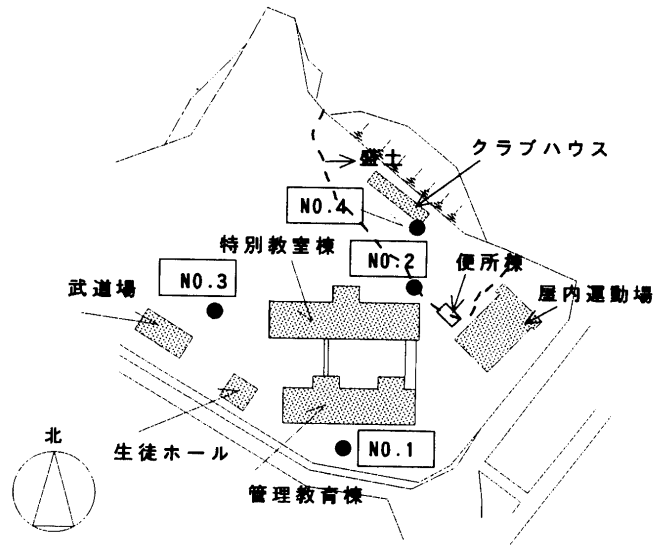 クラブハウス
盛土
NO.4
特別教室棟
NO.2
便所棟
武道場
NO.3
屋内運動場
北
生徒ホール
NO.1
管理教育棟